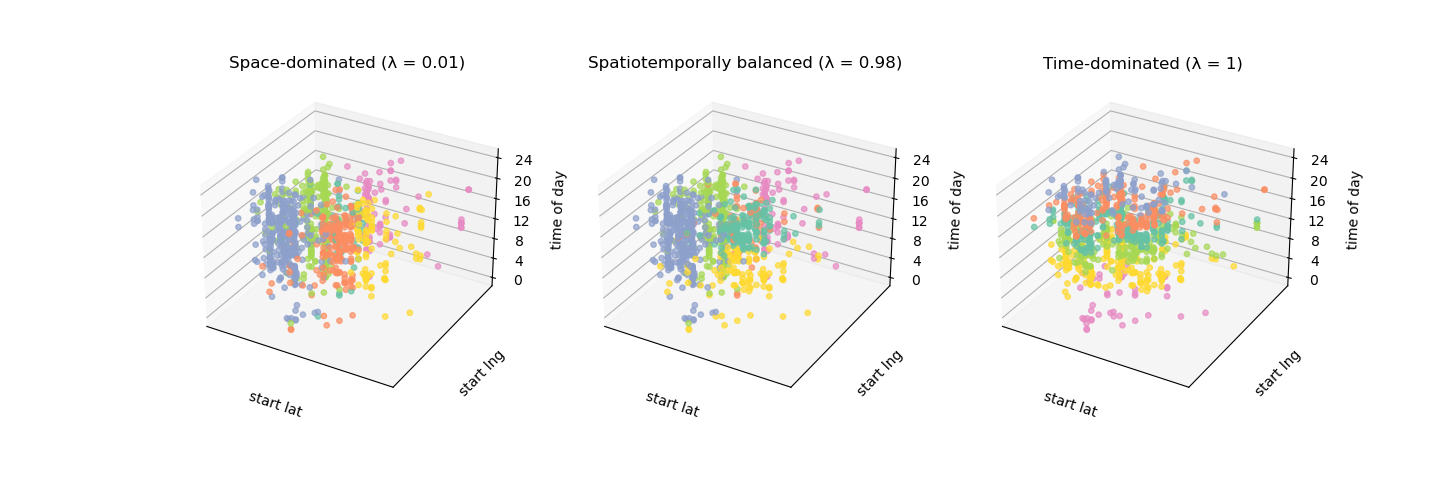 Space-dominated (λ = 0.01)
24
20
16
12
8
4
0
time of day
start lng
start lat
Spatiotemporally balanced (λ = 0.98)
24
20
16
12
8
4
0
time of day
start lng
start lat
Time-dominated (λ = 1)
24
20
16
12
8
4
0
time of day
start lng
start lat